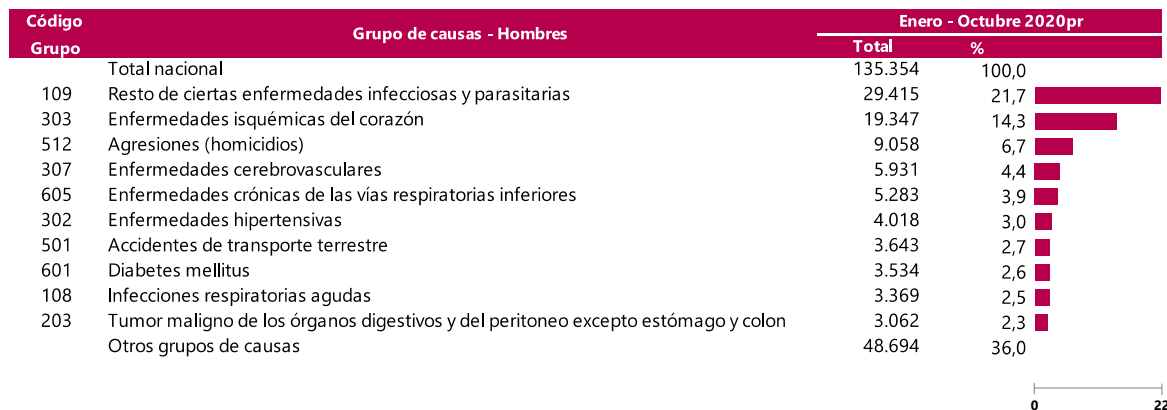 Código Grupo Grupo de causas - Hombres Enero - Octubre 2020pr
Total %
Total nacional 135.354 100,0
109 Resto de ciertas enfermedades infecciosas y parasitarias 29.415 21,7
303 Enfermedades isquémicas del corazón 19.347 14,3
512 Agresiones (homicidios) 9.058 6,7
307 Enfermedades cerebrovasculares 5.931 4,4
605 Enfermedades crónicas de las vías respiratorias inferiores 5.283 3,9
302 Enfermedades hipertensivas 4.018 3,0
501 Accidentes de transporte terrestre 3.643 2,7
601 Diabetes mellitus 3.534 2,6
108 Infecciones respiratorias agudas 3.369 2,5
203 Tumor maligno de los órganos digestivos y del peritoneo excepto estómago y colon 3.062 2,3
Otros grupos de causas 48.694 36,0
0 22